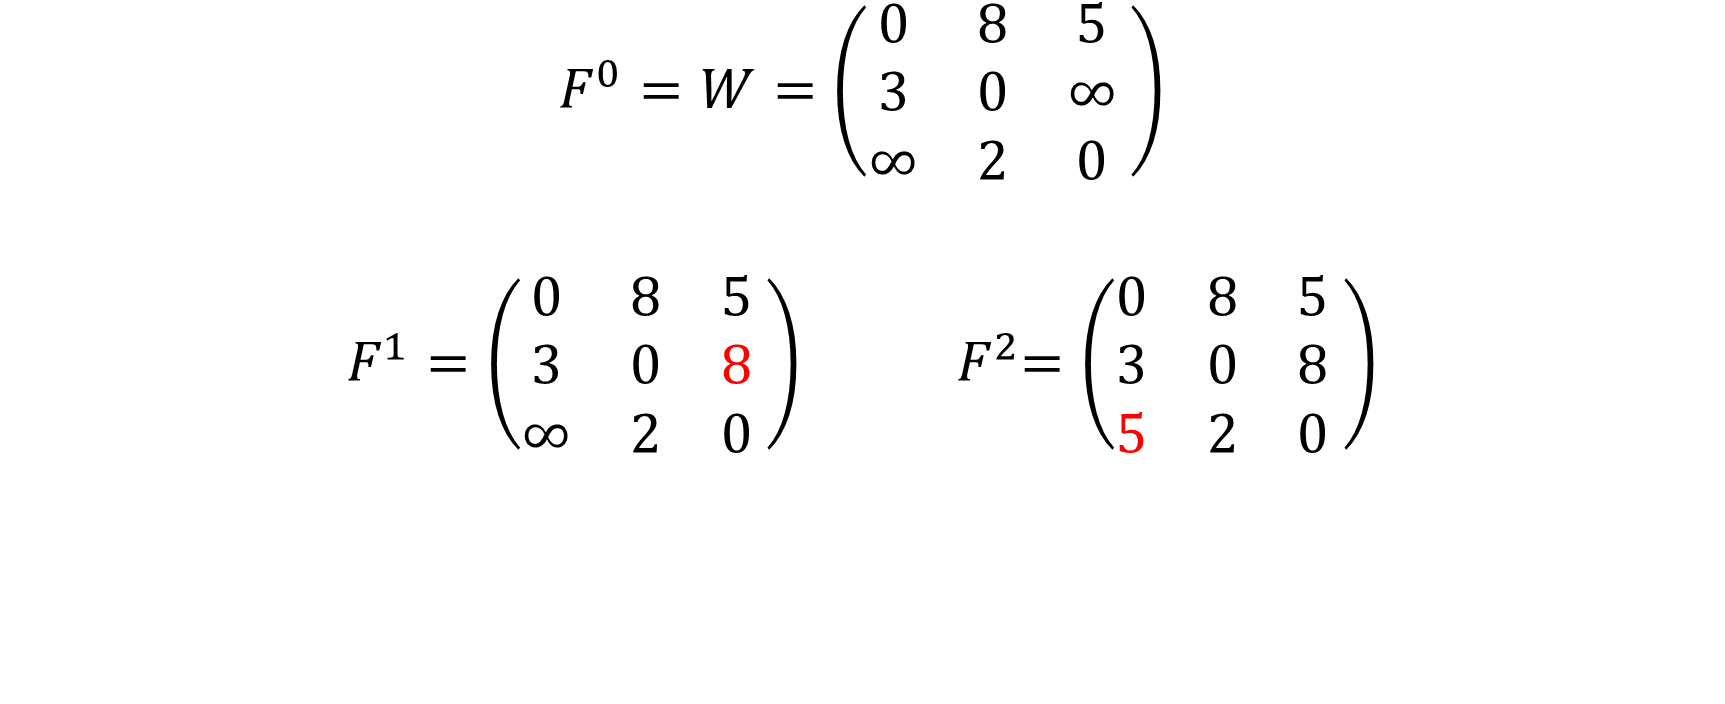 F⁰ = W = (0 8 5
3 0 ∞
∞ 2 0)
F¹ = (0 8 5
3 0 8
∞ 2 0)
F² = (0 8 5
3 0 8
5 2 0)